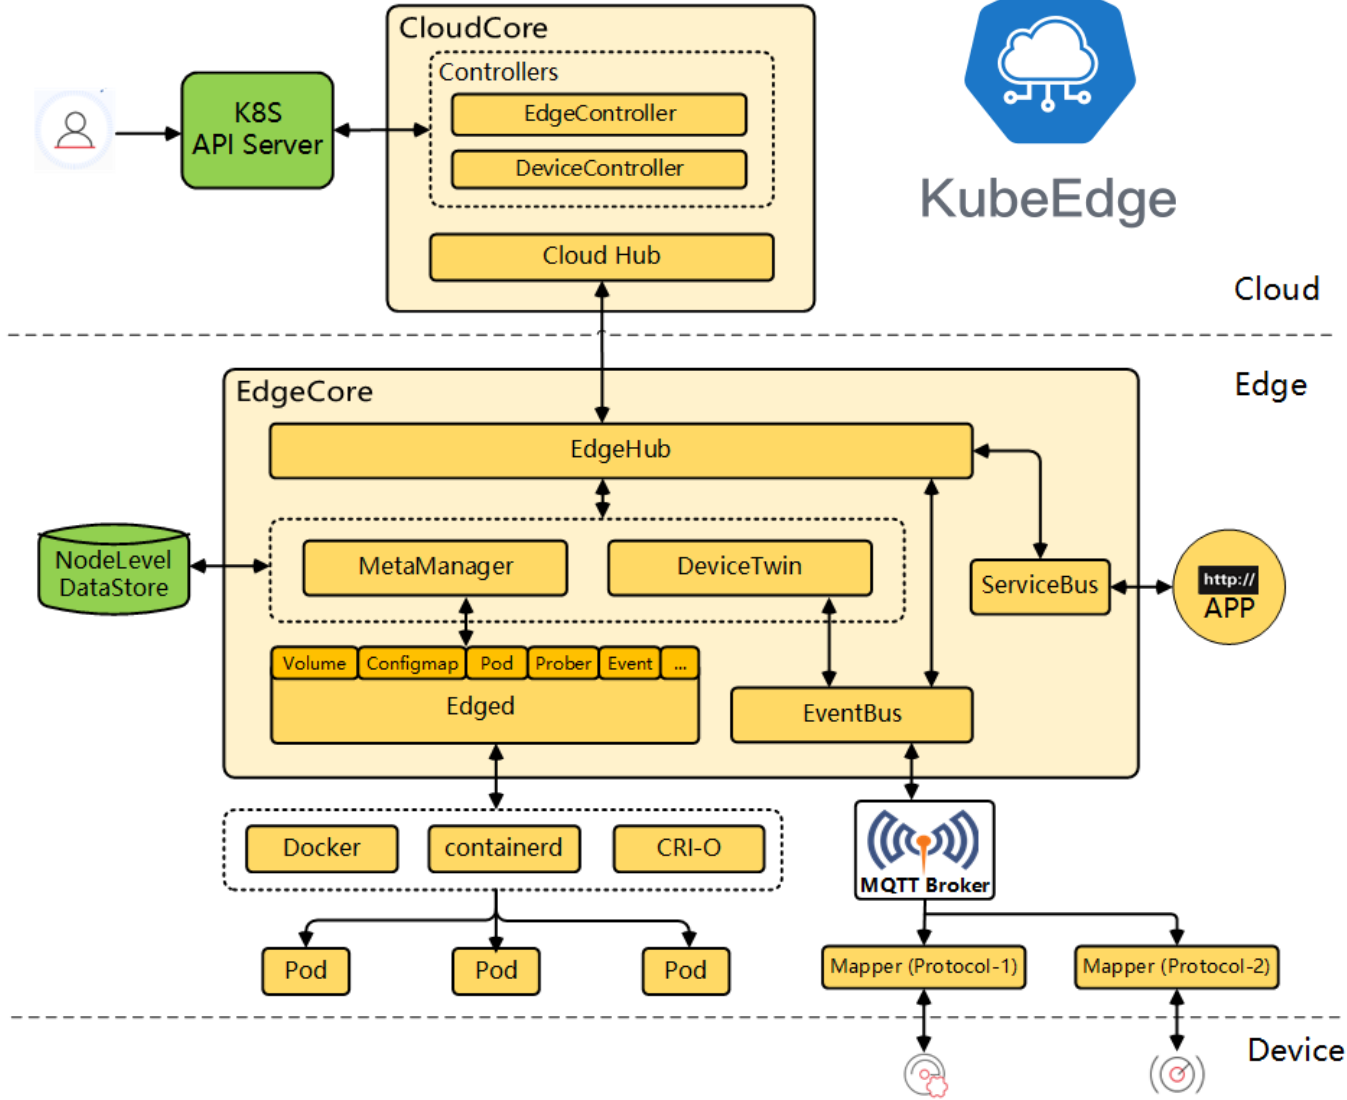 CloudCore
Controllers
EdgeController
DeviceController
Cloud Hub
K8S
API Server
KubeEdge
Cloud
Edge
EdgeCore
EdgeHub
MetaManager
DeviceTwin
NodeLevel
DataStore
ServiceBus
http://
APP
Volume
Configmap
Pod
Prober
Event
...
Edged
EventBus
Docker
containerd
CRI-O
MQTT Broker
Pod
Pod
Pod
Mapper (Protocol-1)
Mapper (Protocol-2)
Device